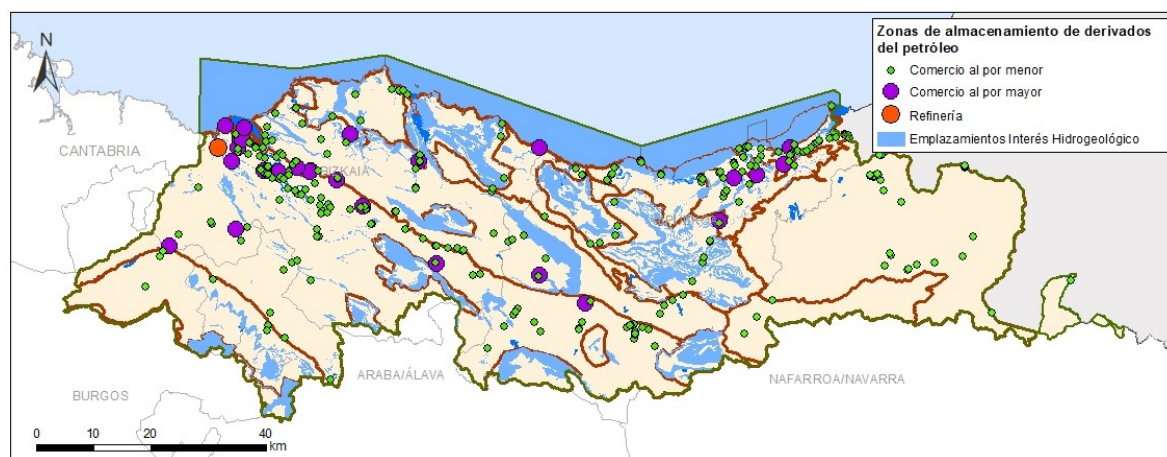 Zonas de almacenamiento de derivados
del petróleo
Comercio al por menor
Comercio al por mayor
Refinería
Emplazamientos Interés Hidrogeológico
N
CANTABRIA
BIZKAIA
ARABA/ÁLAVA
BURGOS
NAFARROA/NAVARRA
0 10 20 40
km